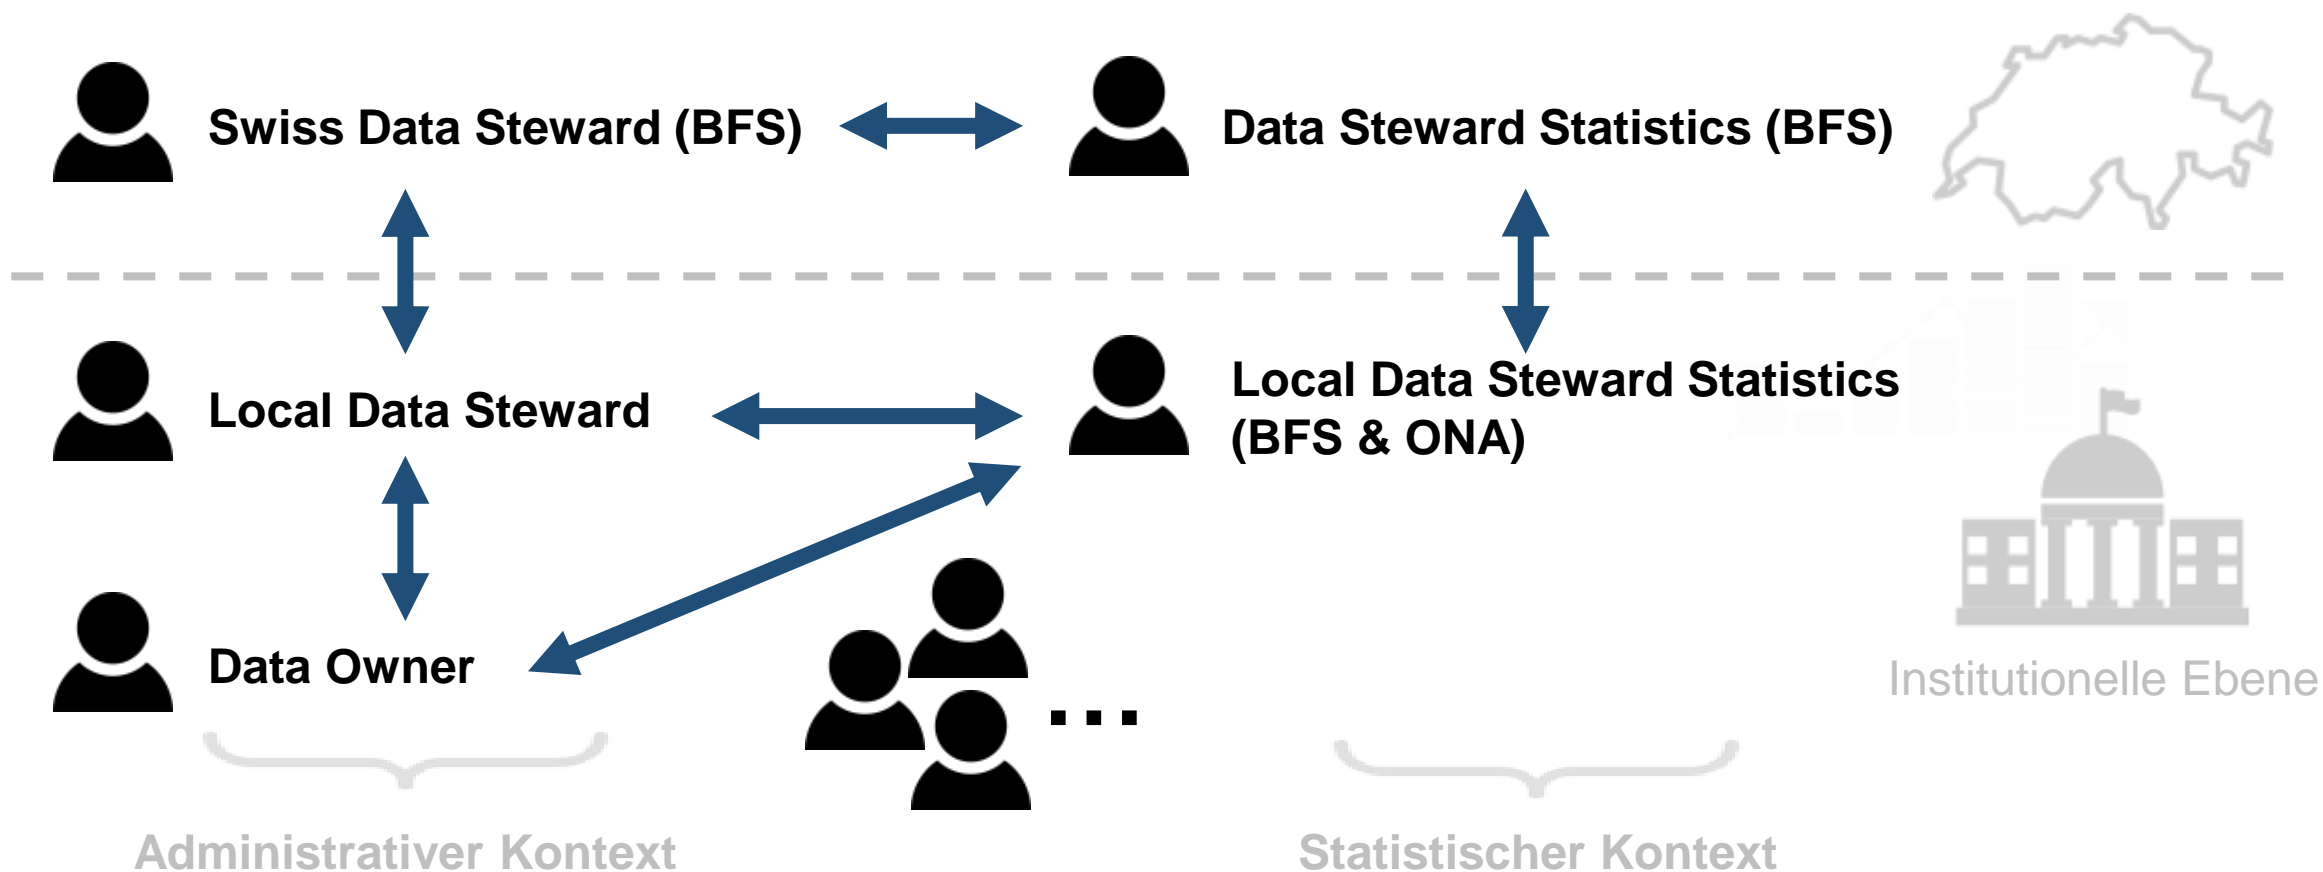 Swiss Data Steward (BFS)
Data Steward Statistics (BFS)
Local Data Steward
Local Data Steward Statistics
(BFS & ONA)
Data Owner
...
Institutionelle Ebene
Administrativer Kontext
Statistischer Kontext